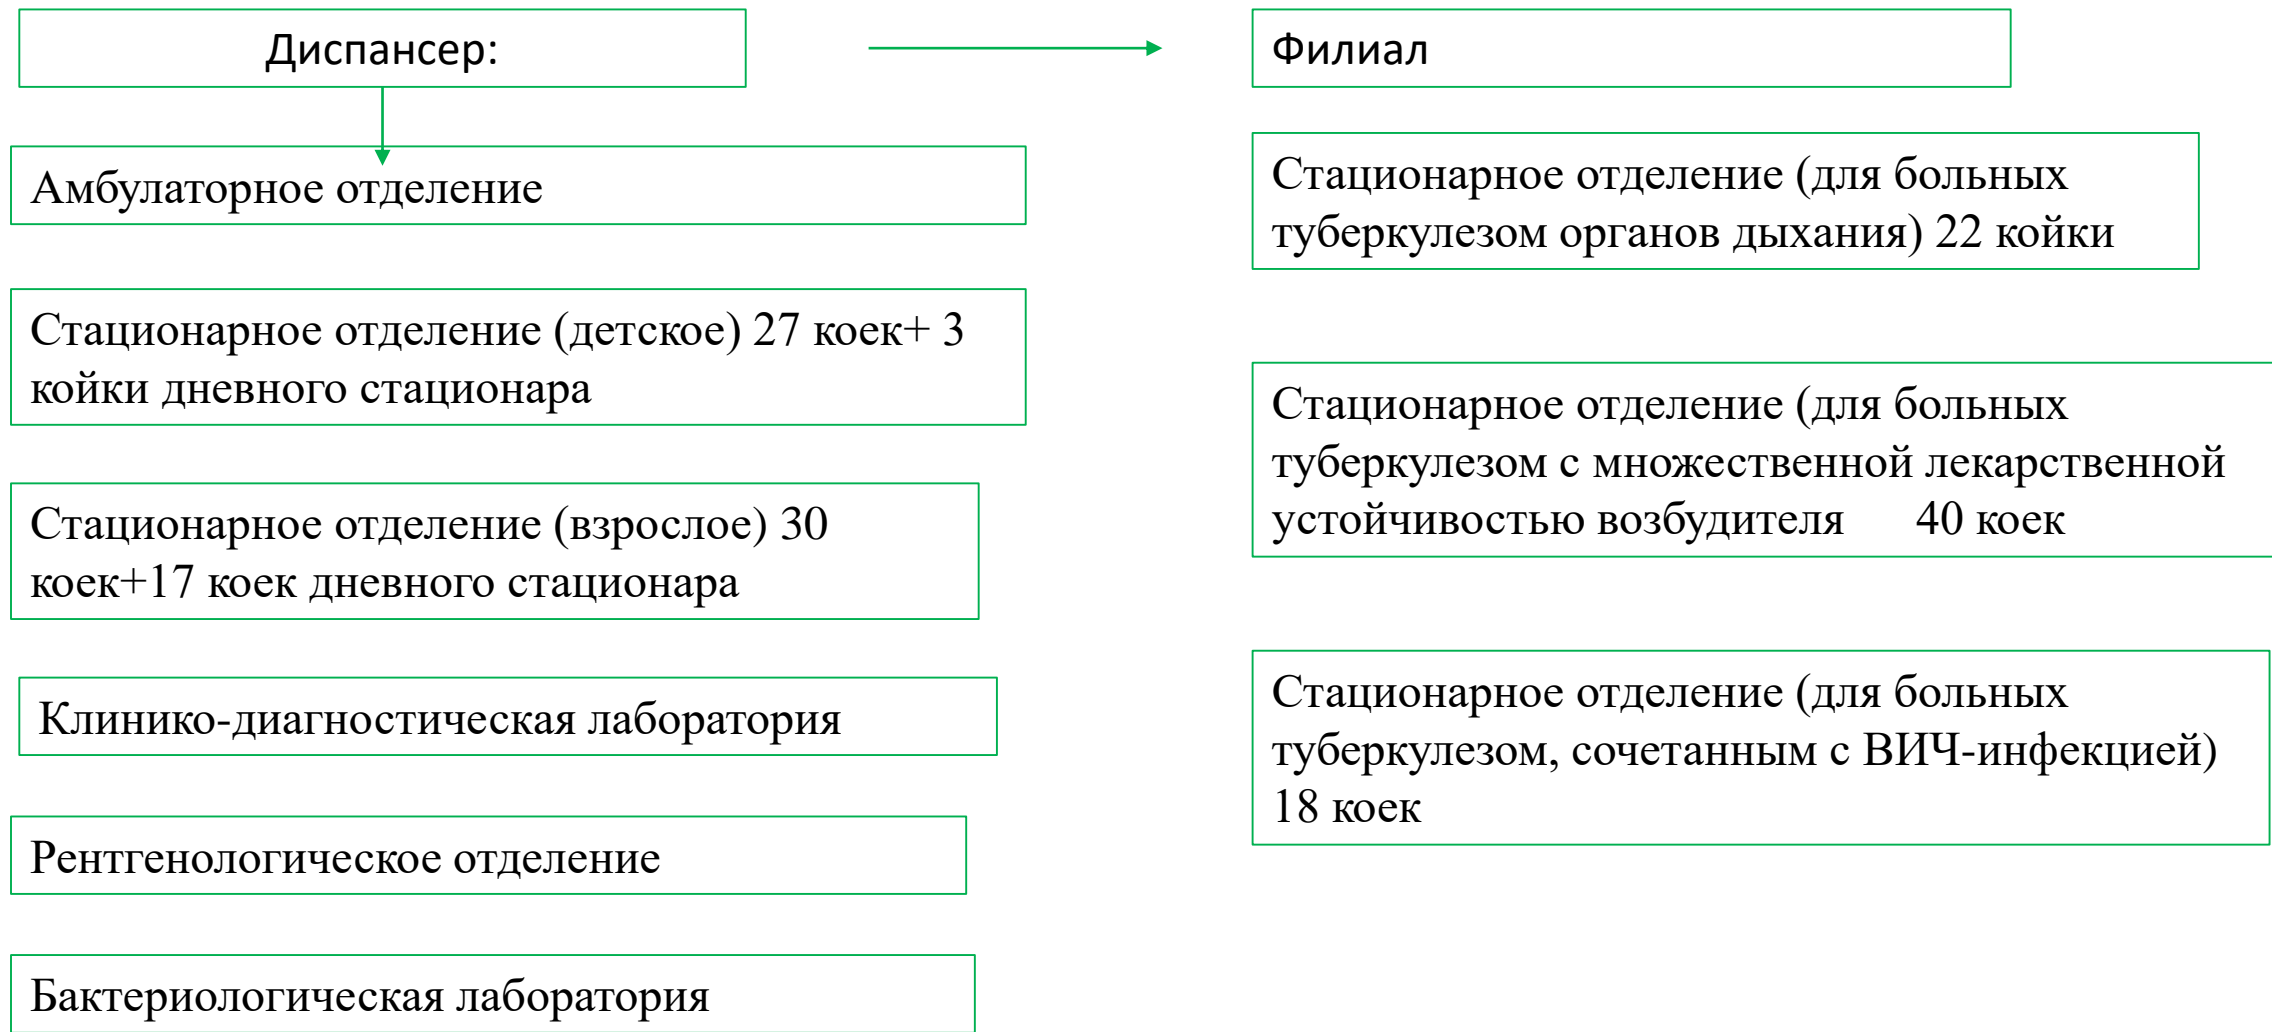 Диспансер:
Амбулаторное отделение
Стационарное отделение (детское) 27 коек+ 3
койки дневного стационара
Стационарное отделение (взрослое) 30
коек+17 коек дневного стационара
Клинико-диагностическая лаборатория
Рентгенологическое отделение
Бактериологическая лаборатория
Филиал
Стационарное отделение (для больных
туберкулезом органов дыхания) 22 койки
Стационарное отделение (для больных
туберкулезом с множественной лекарственной
устойчивостью возбудителя 40 коек
Стационарное отделение (для больных
туберкулезом, сочетанным с ВИЧ-инфекцией)
18 коек